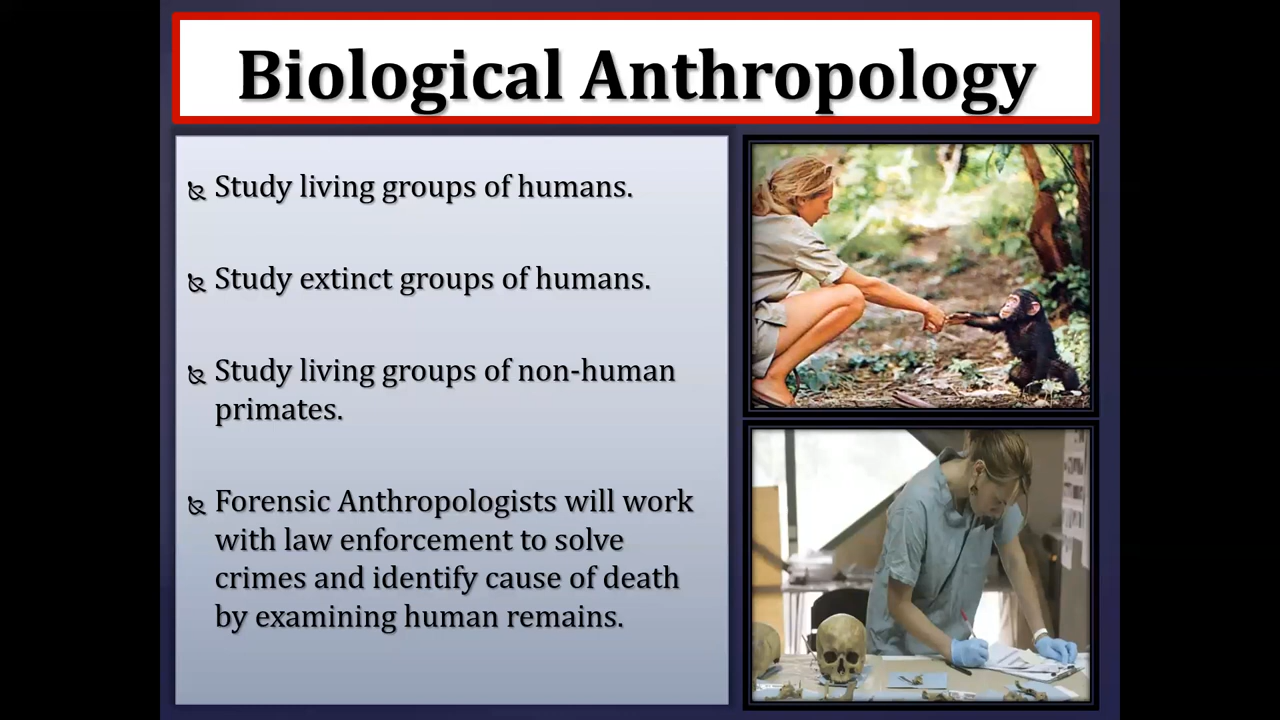 Biological Anthropology
Study living groups of humans.
Study extinct groups of humans.
Study living groups of non-human
primates.
Forensic Anthropologists will work
with law enforcement to solve
crimes and identify cause of death
by examining human remains.